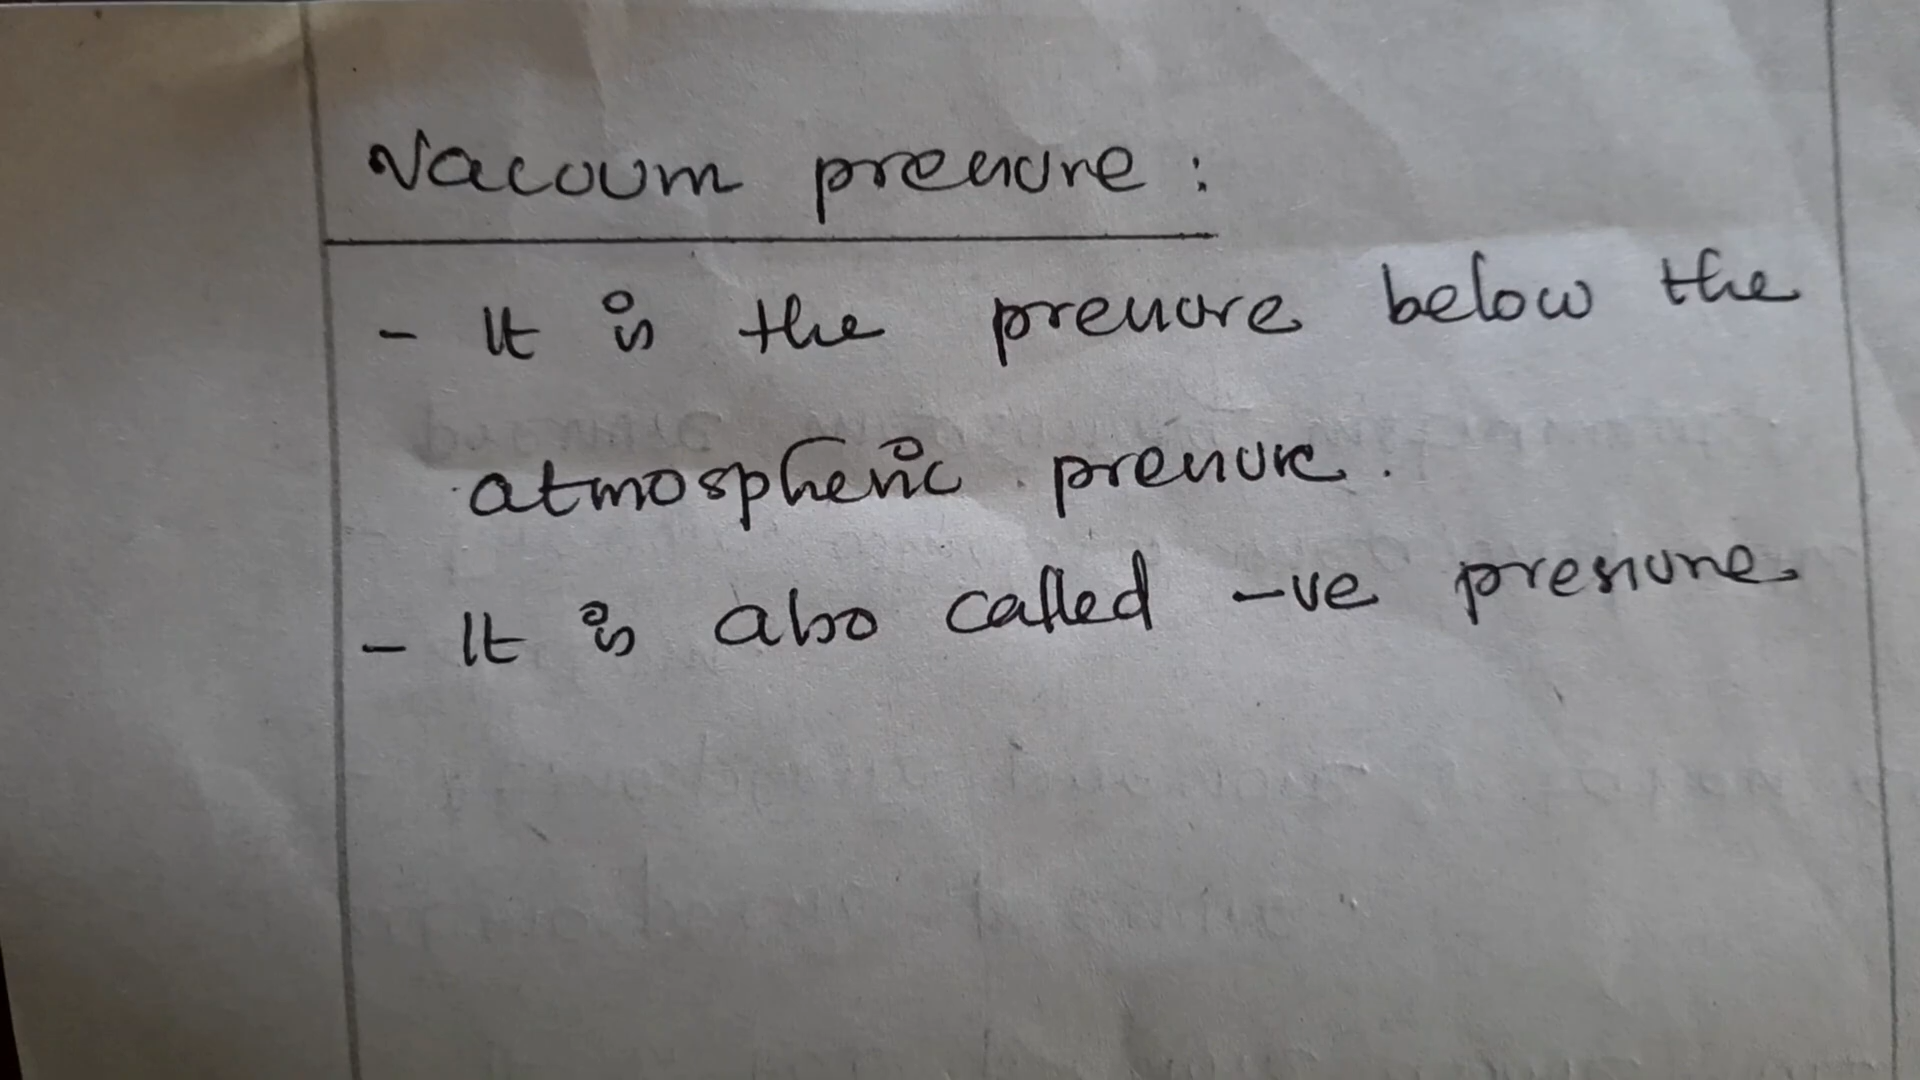 Vacuum pressure :
- It is the pressure below the
atmospheric pressure.
- It is also called -ve pressure